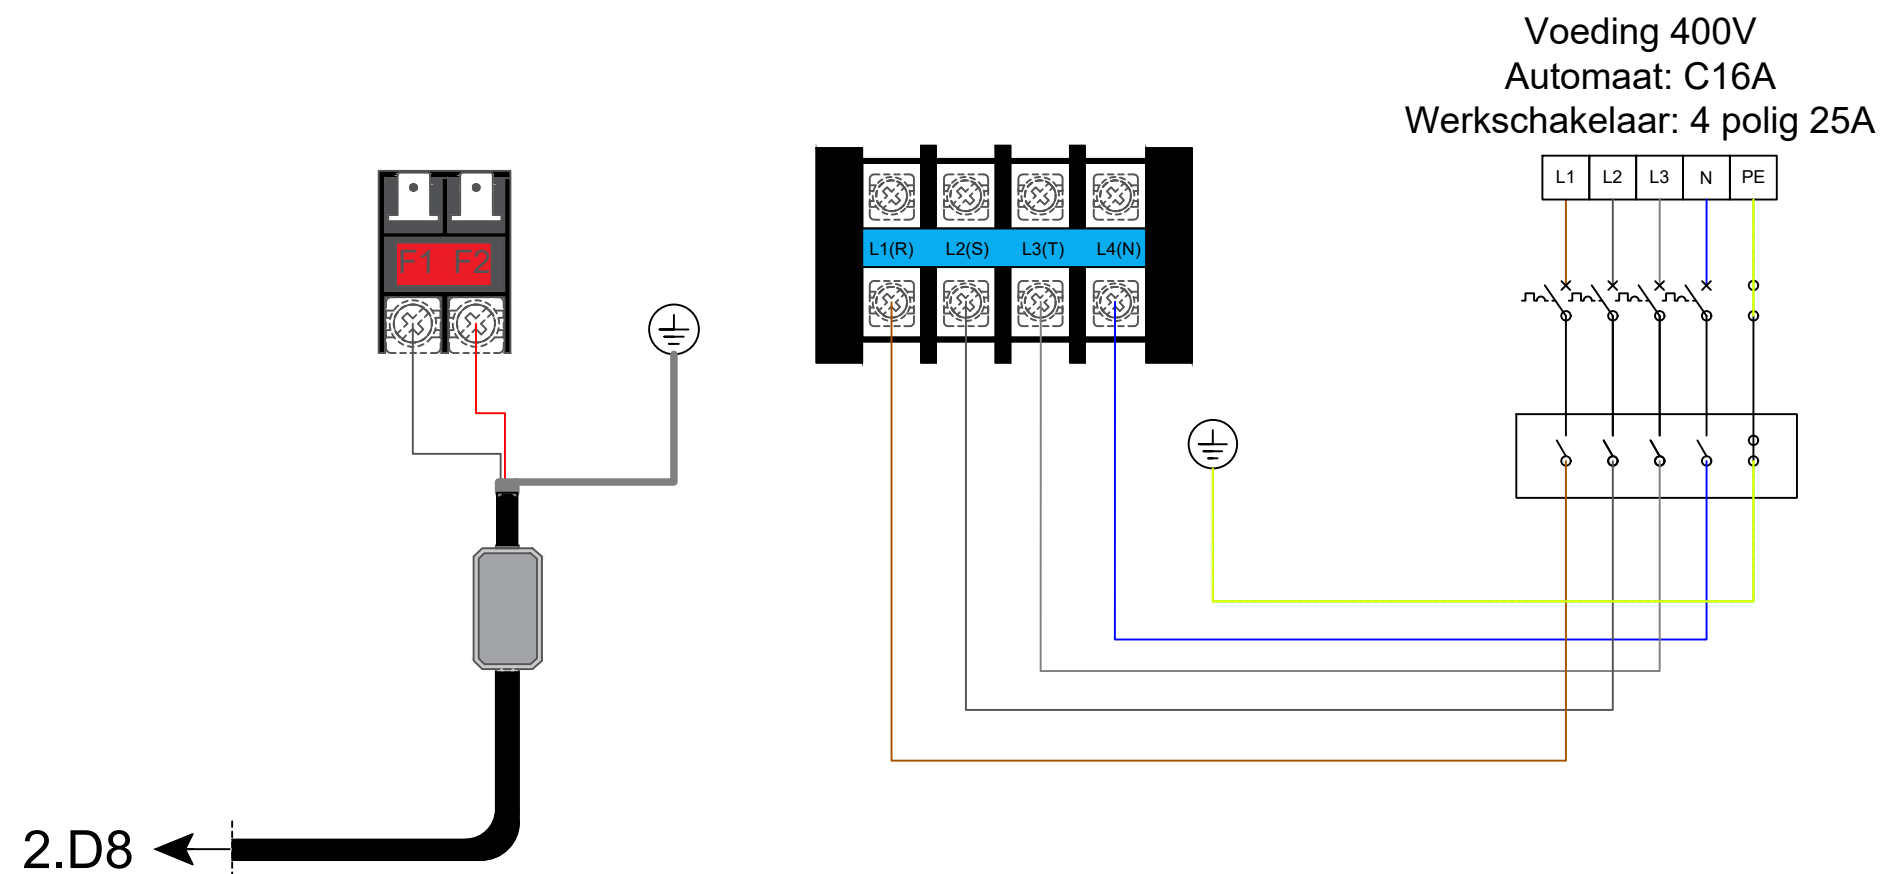 Voeding 400V
Automaat: C16A
Werkschakelaar: 4 polig 25A
L1 L2 L3 N PE
F1 F2
L1(R) L2(S) L3(T) L4(N)
2.D8